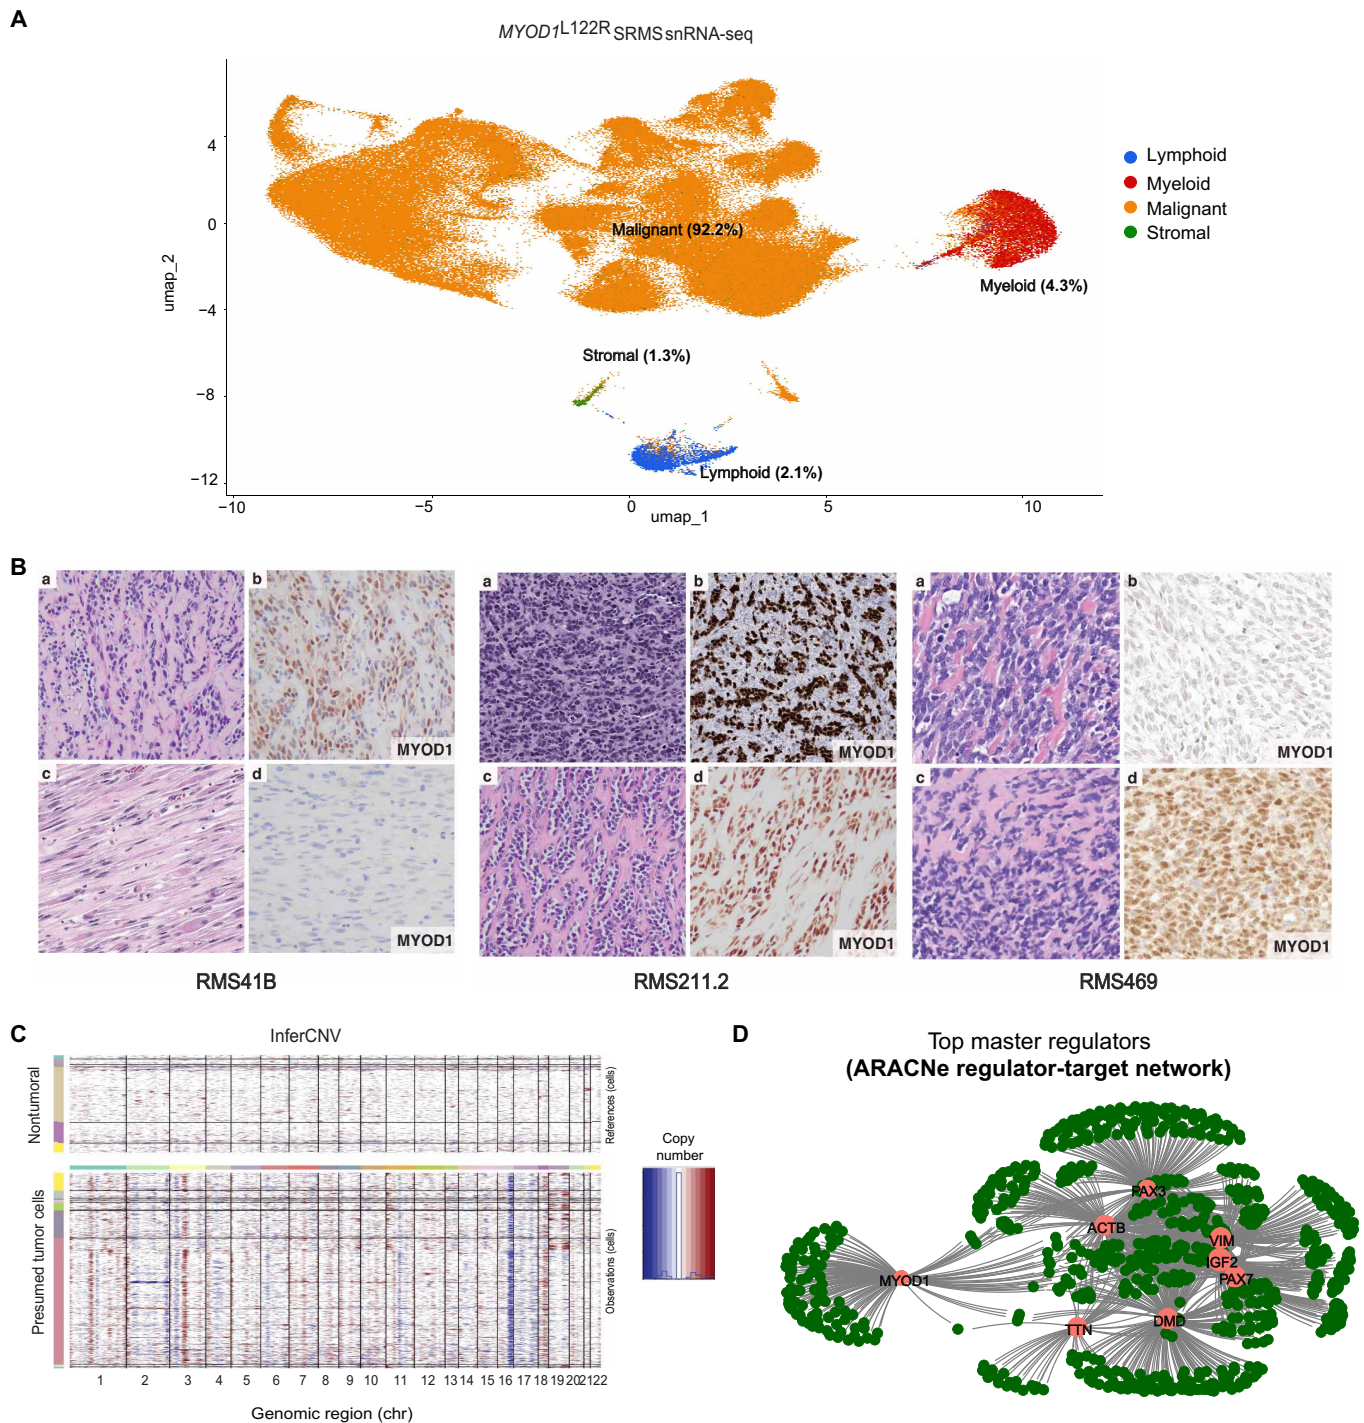 A
MYOD1L122R SRMS snRNA-seq
umap_2
4
0
−4
−8
−12
−10
−5
0
5
10
umap_1
Malignant (92.2%)
Myeloid (4.3%)
Stromal (1.3%)
Lymphoid (2.1%)
Lymphoid
Myeloid
Malignant
Stromal
B
a
b
MYOD1
c
d
MYOD1
RMS41B
a
b
MYOD1
c
d
MYOD1
RMS211.2
a
b
MYOD1
c
d
MYOD1
RMS469
C
InferCNV
Nontumoral
References (cells)
Presumed tumor cells
Observations (cells)
1 2 3 4 5 6 7 8 9 10 11 12 13 14 15 16 17 18 19 20 21 22
Genomic region (chr)
Copy
number
D
Top master regulators
(ARACNe regulator-target network)
PAX3
ACTB
VIM
IGF2
PAX7
MYOD1
TTN
DMD